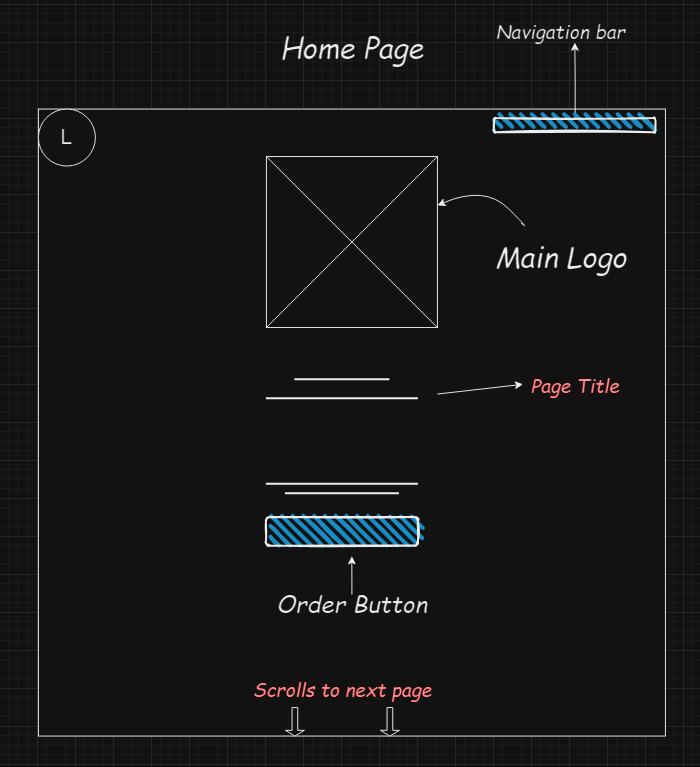 Navigation bar
Home Page
L
Main Logo
Page Title
Order Button
Scrolls to next page